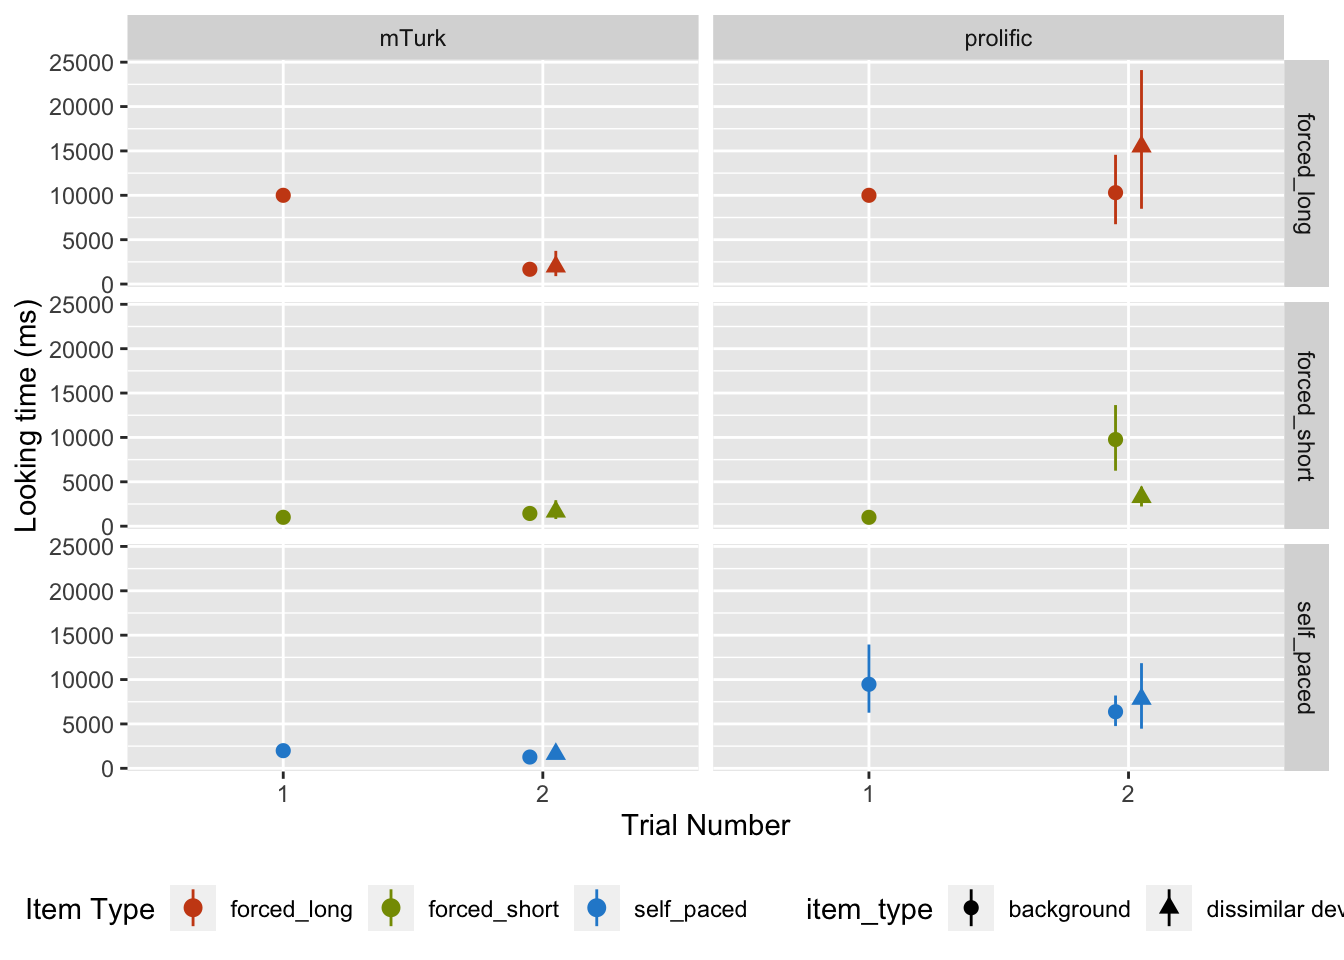 mTurk
prolific
25000
20000
15000
10000
5000
0
forced_long
25000
20000
15000
10000
5000
0
forced_short
25000
20000
15000
10000
5000
0
self_paced
Looking time (ms)
1
2
1
2
Trial Number
Item Type
forced_long
forced_short
self_paced
item_type
background
dissimilar dev